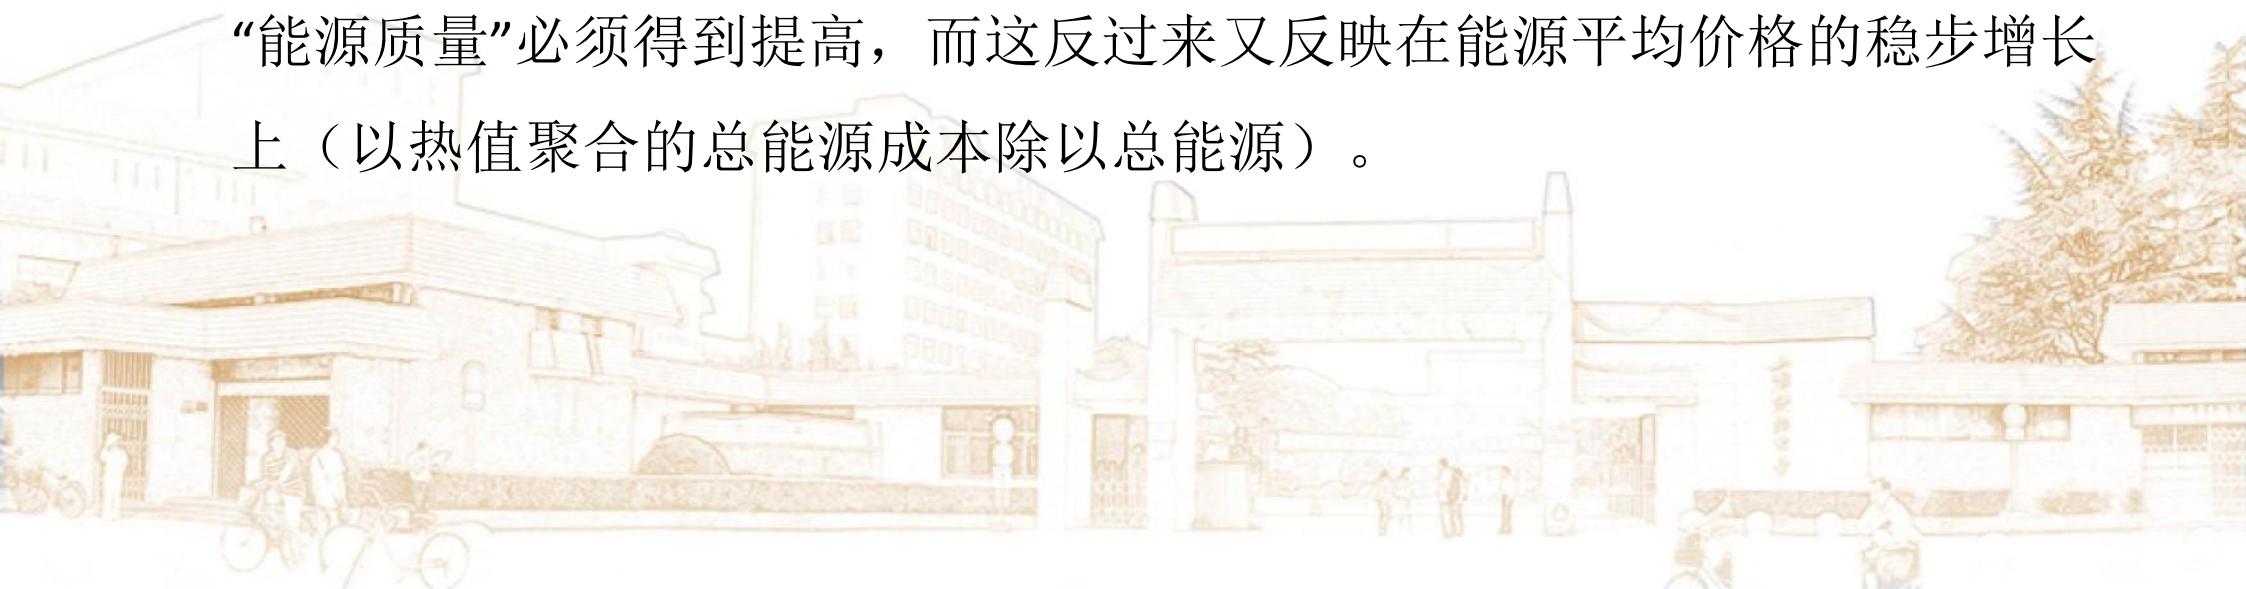 “能源质量”必须得到提高，而这反过来又反映在能源平均价格的稳步增长
上（以热值聚合的总能源成本除以总能源）。